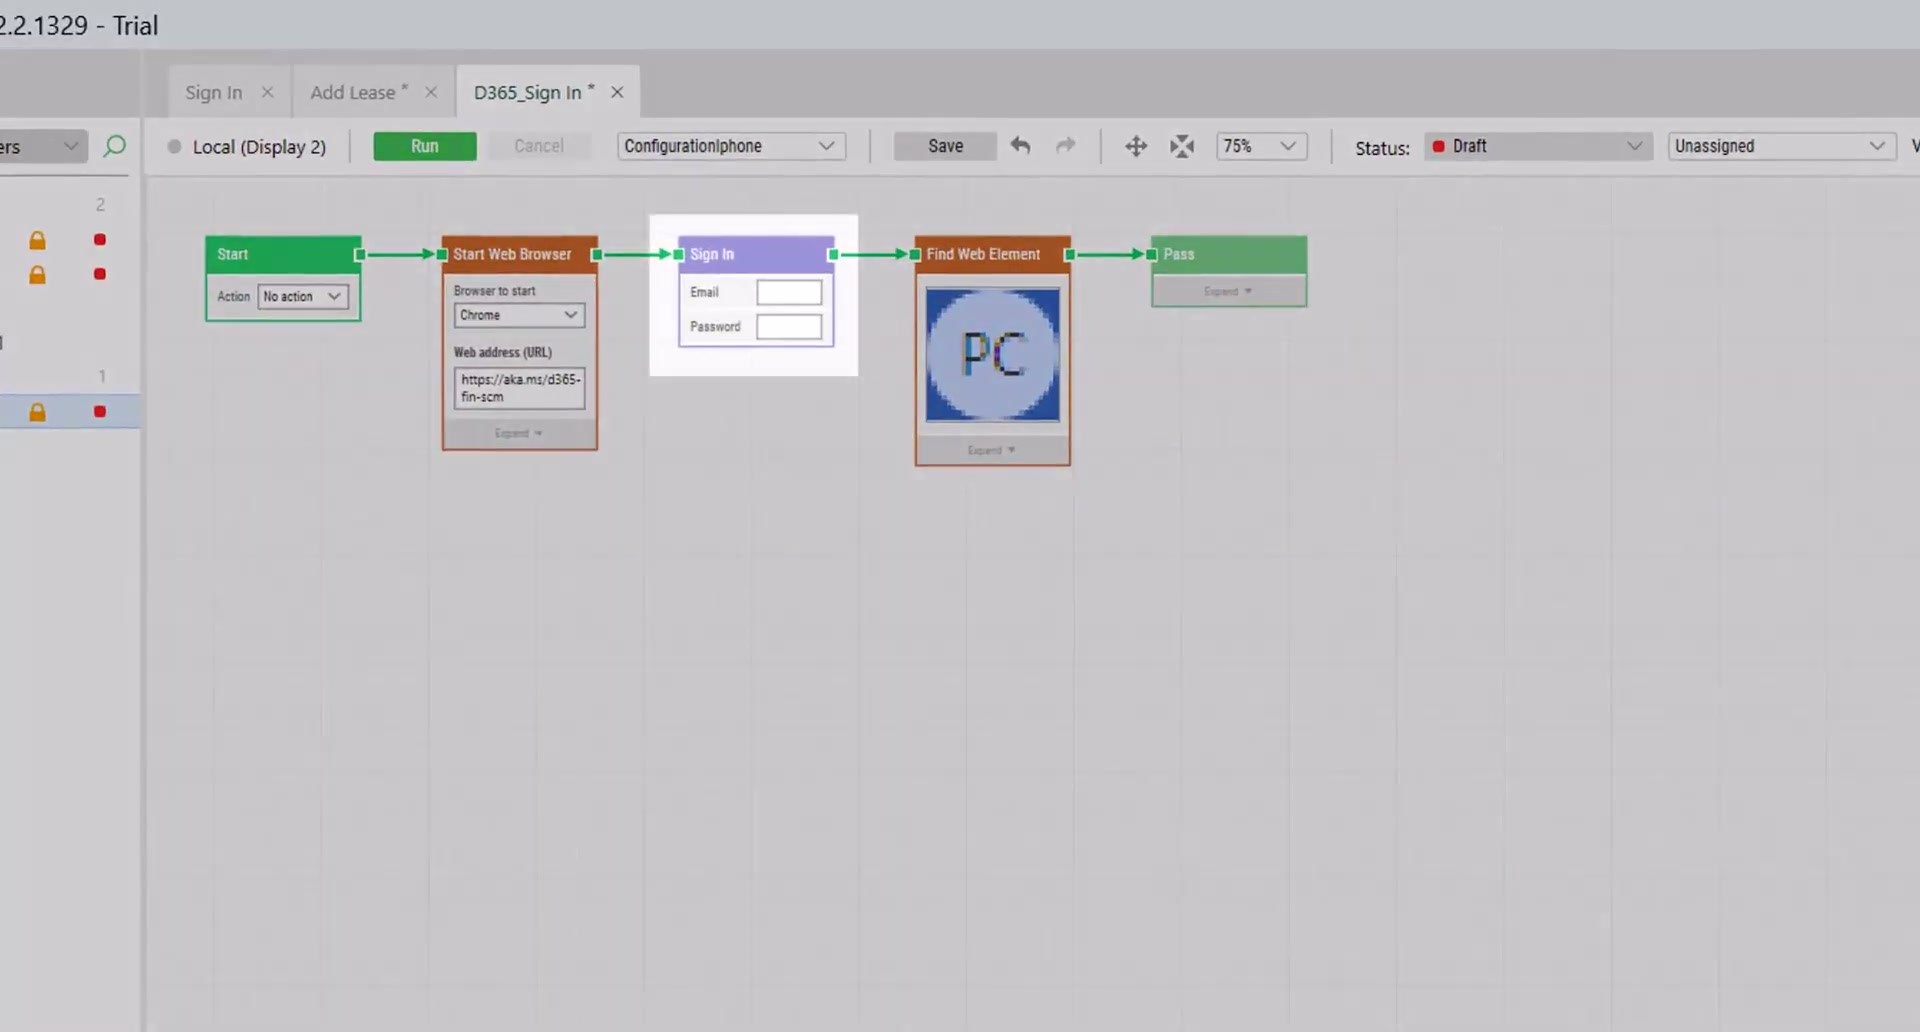 2.2.1329 - Trial
Sign In
Add Lease *
D365_Sign In *
ers
Local (Display 2)
Run
Cancel
ConfigurationIphone
Save
75%
Status:
Draft
Unassigned
2
1
Start
Action
No action
Start Web Browser
Browser to start
Chrome
Web address (URL)
https://aka.ms/d365-
fin-scm
Expand
Sign In
Email
Password
Find Web Element
PC
Expand
Pass
Expand